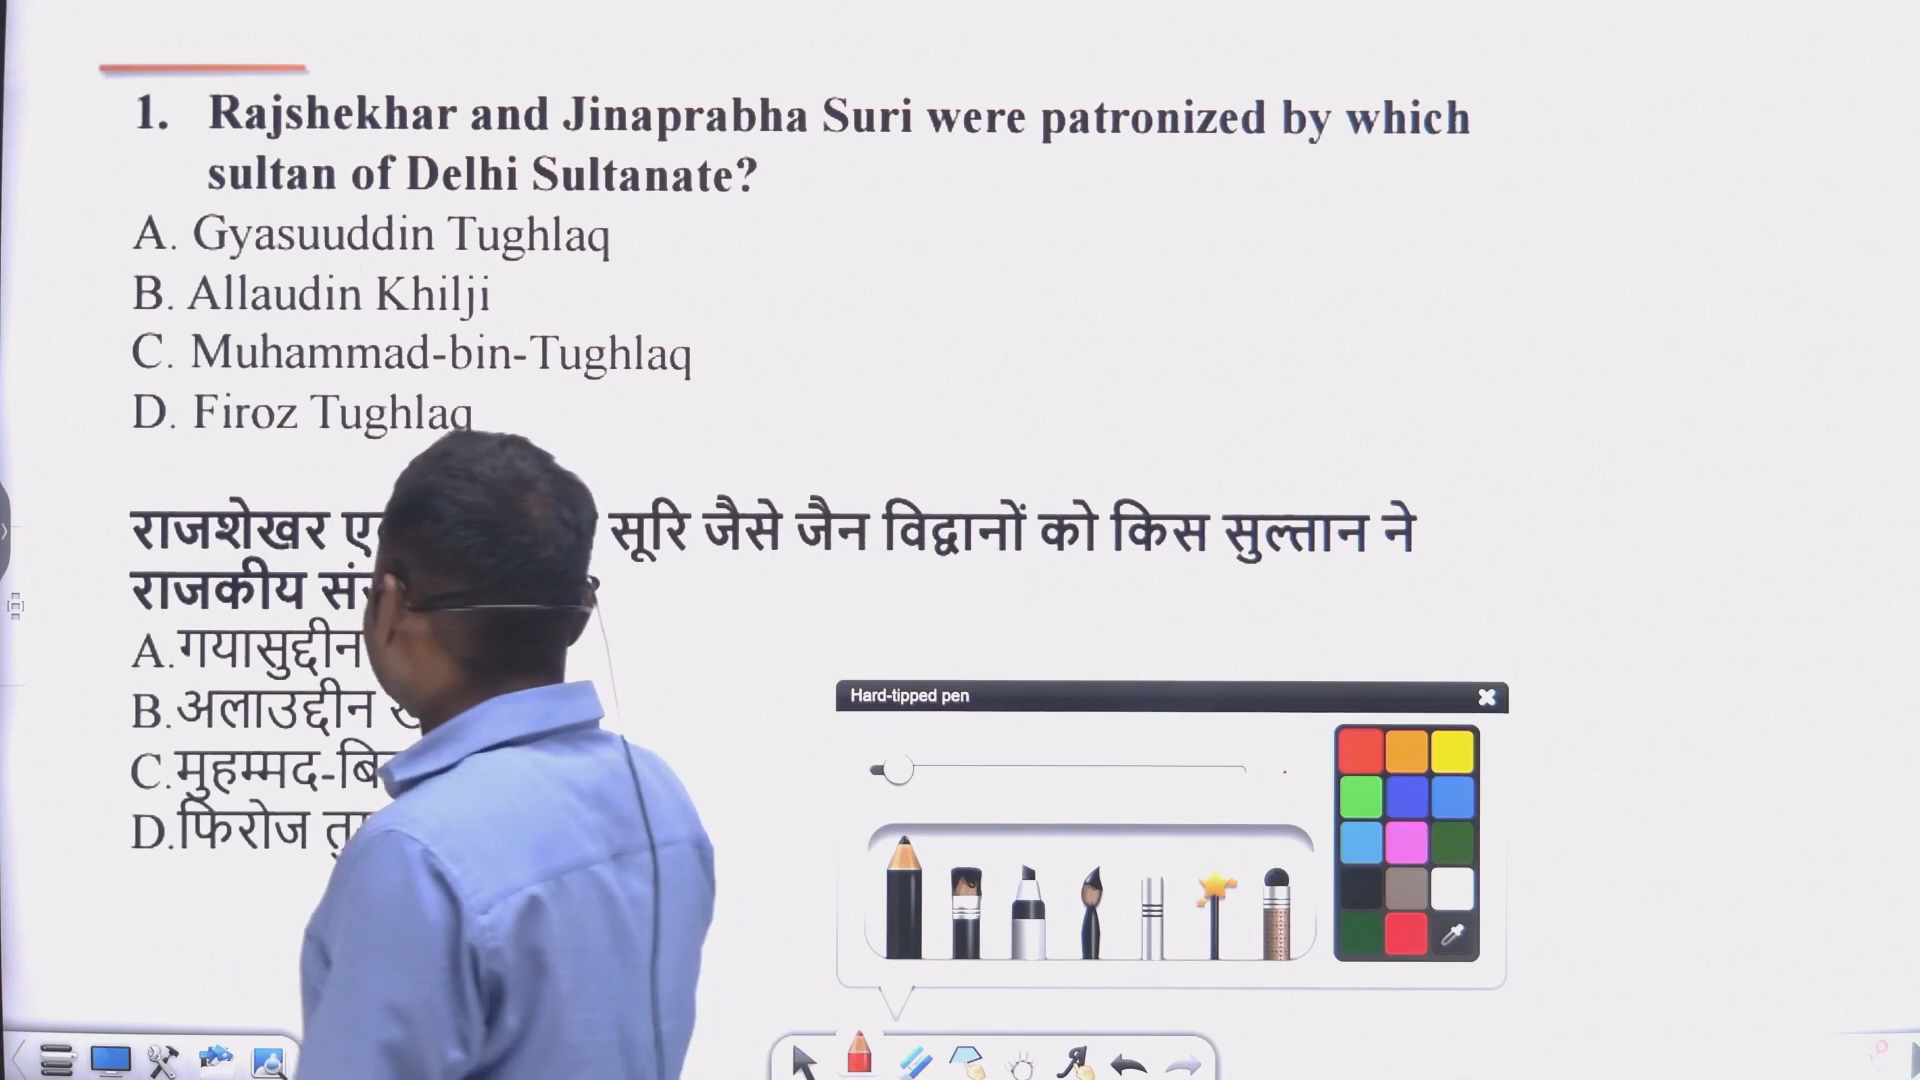 1. Rajshekhar and Jinaprabha Suri were patronized by which
sultan of Delhi Sultanate?
A. Gyasuuddin Tughlaq
B. Allaudin Khilji
C. Muhammad-bin-Tughlaq
D. Firoz Tughlaq
राजशेखर सूरि जैसे जैन विद्वानों को किस सुल्तान ने
राजकीय
A.गयासुद्दीन
B.अलाउद्दीन
C.मुहम्मद-
D.फिरोज
Hard-tipped pen